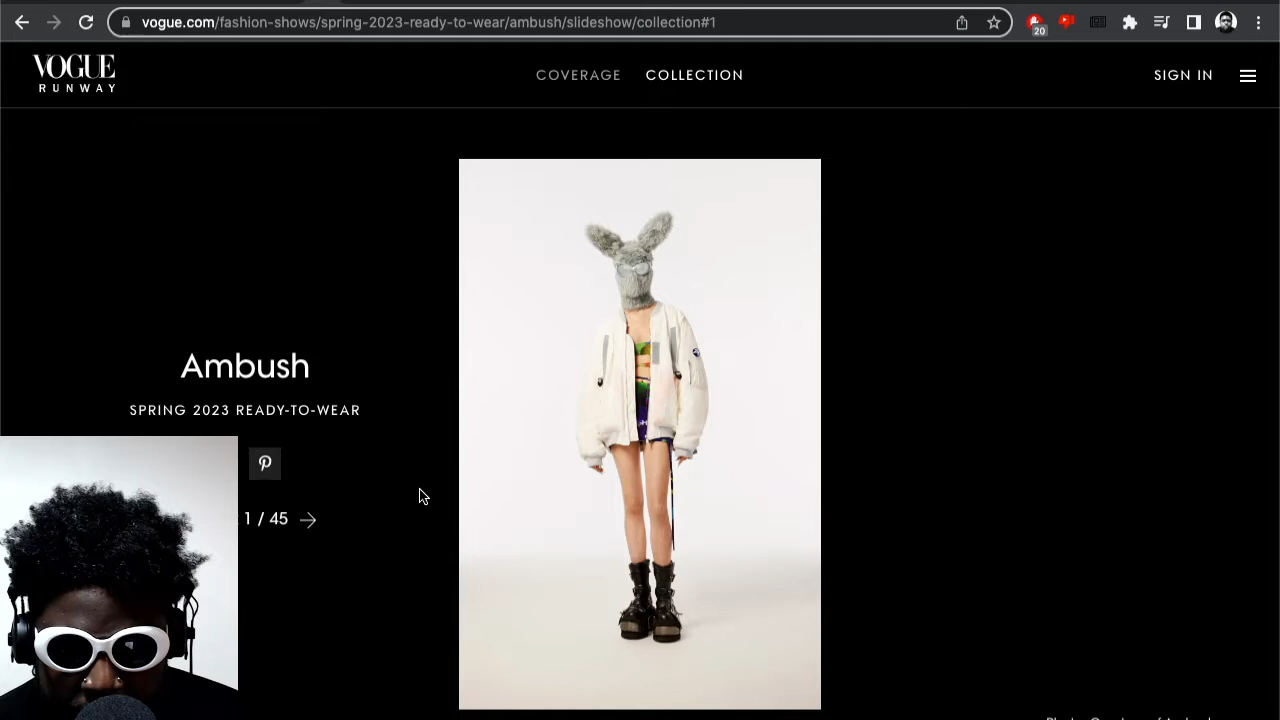 vogue.com/fashion-shows/spring-2023-ready-to-wear/ambush/slideshow/collection#1
20
VOGUE
RUNWAY
COVERAGE
COLLECTION
SIGN IN
Ambush
SPRING 2023 READY-TO-WEAR
1 / 45